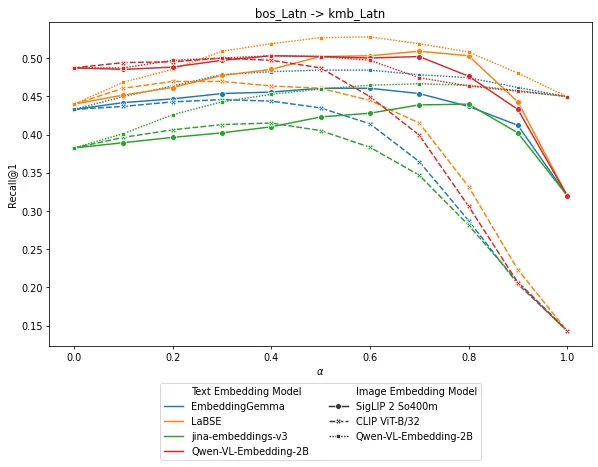 bos_Latn -> kmb_Latn
Recall@1
0.50
0.45
0.40
0.35
0.30
0.25
0.20
0.15
0.0 0.2 0.4 0.6 0.8 1.0
α
Text Embedding Model
EmbeddingGemma
LaBSE
jina-embeddings-v3
Qwen-VL-Embedding-2B
Image Embedding Model
SigLIP 2 So400m
CLIP ViT-B/32
Qwen-VL-Embedding-2B